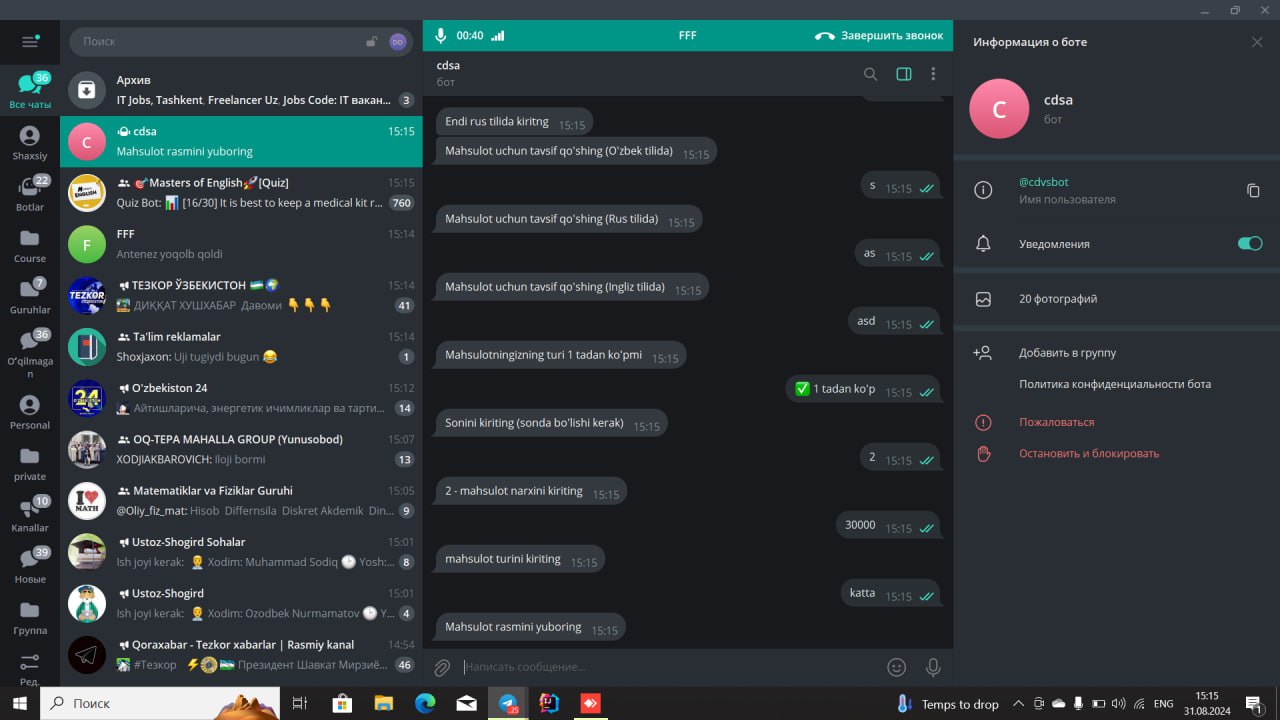 00:40
FFF
Завершить звонок
Поиск
DO
36
Все чаты
Shaxsly
22
Botlar
Course
7
Guruhlar
36
O'qilmagan
Personal
private
10
Kanallar
39
Новые
Группа
Ред.
Архив
IT Jobs, Tashkent, Freelancer Uz, Jobs Code: IT вакан...
3
C
cdsa
15:15
Mahsulot rasmini yuboring
🎯Masters of English🚀[Quiz]
15:15
Quiz Bot: 📊 [16/30] It is best to keep a medical kit r...
760
F
FFF
15:14
Antenez yoqolb qoldi
ТЕЗКОР ЎЗБЕКИСТОН 🇺🇿🌍
15:14
ДИҚҚАТ ХУШХАБАР Давоми 👇👇👇
41
Ta'lim reklamalar
15:14
Shoxjaxon: Uji tugiydi bugun 😂
1
O'zbekiston 24
15:12
Айтишларича, энергетик ичимликлар ва тарти...
14
OQ-TEPA MAHALLA GROUP (Yunusobod)
15:07
XODJIAKBAROVICH: Iloji bormi
13
I ❤ MATH
Matematiklar va Fiziklar Guruhi
15:05
@Oliy_fiz_mat: Hisob Differnsila Diskret Akdemik Din...
9
Ustoz-Shogird Sohalar
15:01
Ish joyi kerak: 👨‍💼 Xodim: Muhammad Sodiq 🕑 Yosh:...
8
Ustoz-Shogird
15:01
Ish joyi kerak: 👨‍💼 Xodim: Ozodbek Nurmamatov 🕑 Y...
4
Qoraxabar - Tezkor xabarlar | Rasmiy kanal
14:54
#Тезкор ⚡ 🇺🇿 Президент Шавкат Мирзиё...
46
cdsa
бот
Endi rus tilida kiritng 15:15
Mahsulot uchun tavsif qo'shing (O'zbek tilida) 15:15
s 15:15
Mahsulot uchun tavsif qo'shing (Rus tilida) 15:15
as 15:15
Mahsulot uchun tavsif qo'shing (Ingliz tilida) 15:15
asd 15:15
Mahsulotningizning turi 1 tadan ko'pmi 15:15
✅ 1 tadan ko'p 15:15
Sonini kiriting (sonda bo'lishi kerak) 15:15
2 15:15
2 - mahsulot narxini kiriting 15:15
30000 15:15
mahsulot turini kiriting 15:15
katta 15:15
Mahsulot rasmini yuboring 15:15
Написать сообщение...
Информация о боте
C
cdsa
бот
@cdvsbot
Имя пользователя
Уведомления
20 фотографий
Добавить в группу
Политика конфиденциальности бота
Пожаловаться
Остановить и блокировать
Поиск
Temps to drop
ENG
15:15
31.08.2024
1